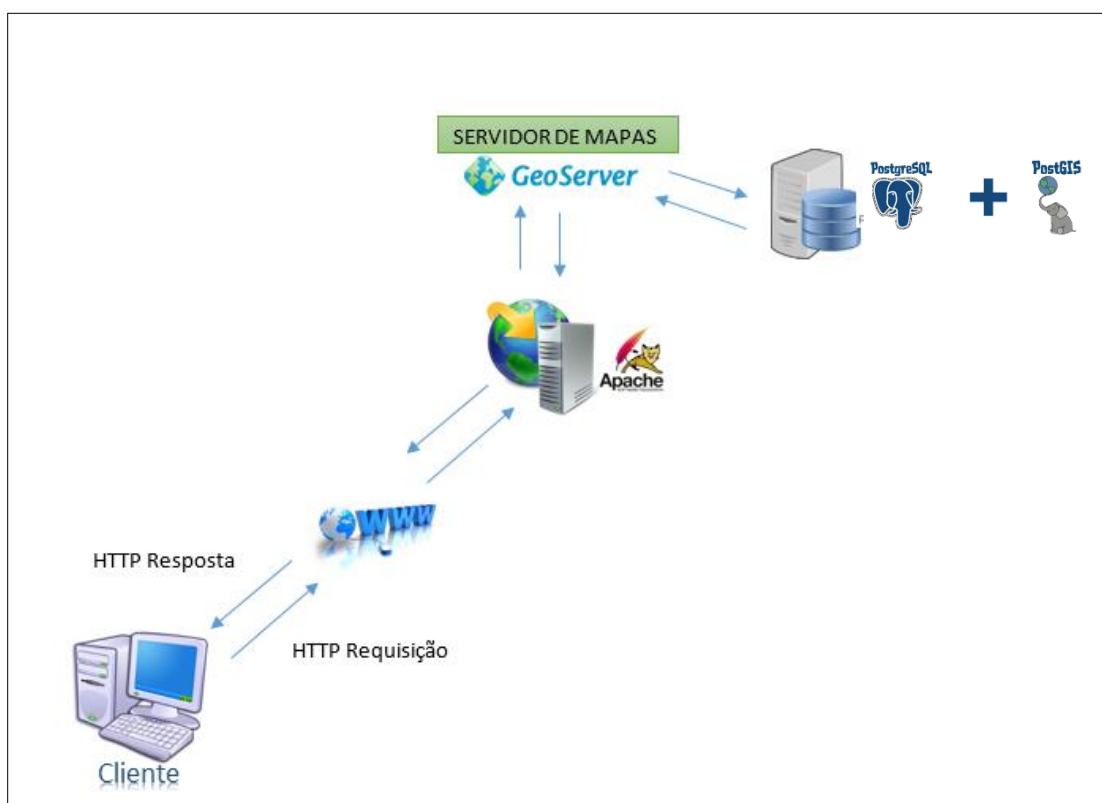 SERVIDOR DE MAPAS
GeoServer
PostgreSQL
PostGIS
Apache
WWW
HTTP Resposta
HTTP Requisição
Cliente